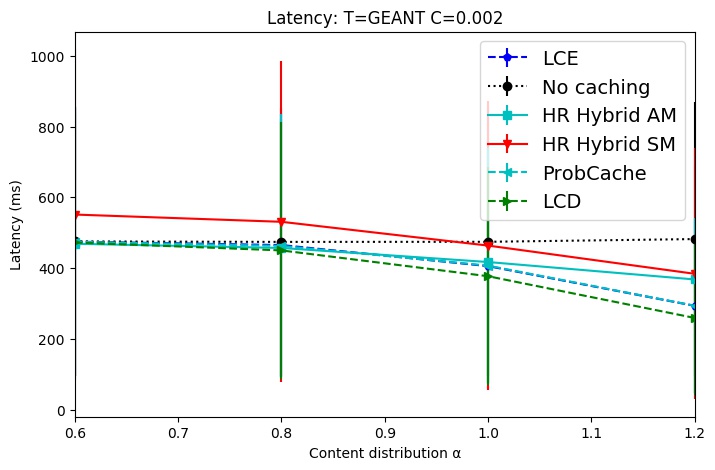 Latency: T=GEANT C=0.002
LCE
No caching
HR Hybrid AM
HR Hybrid SM
ProbCache
LCD
Latency (ms)
1000
800
600
400
200
0
0.6 0.7 0.8 0.9 1.0 1.1 1.2
Content distribution α